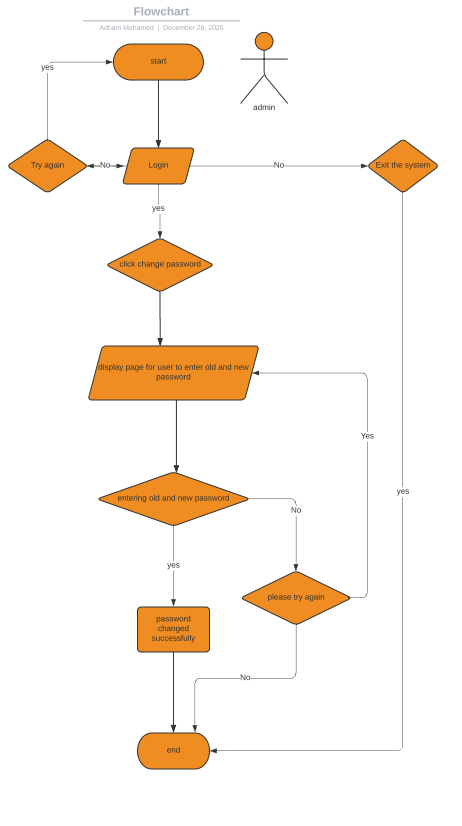 Flowchart
Adham Mohamed | December 26, 2020
start
yes
admin
Try again
No
Login
No
Exit the system
yes
click change password
display page for user to enter old and new
password
Yes
yes
entering old and new password
No
yes
please try again
password
changed
successfully
No
end